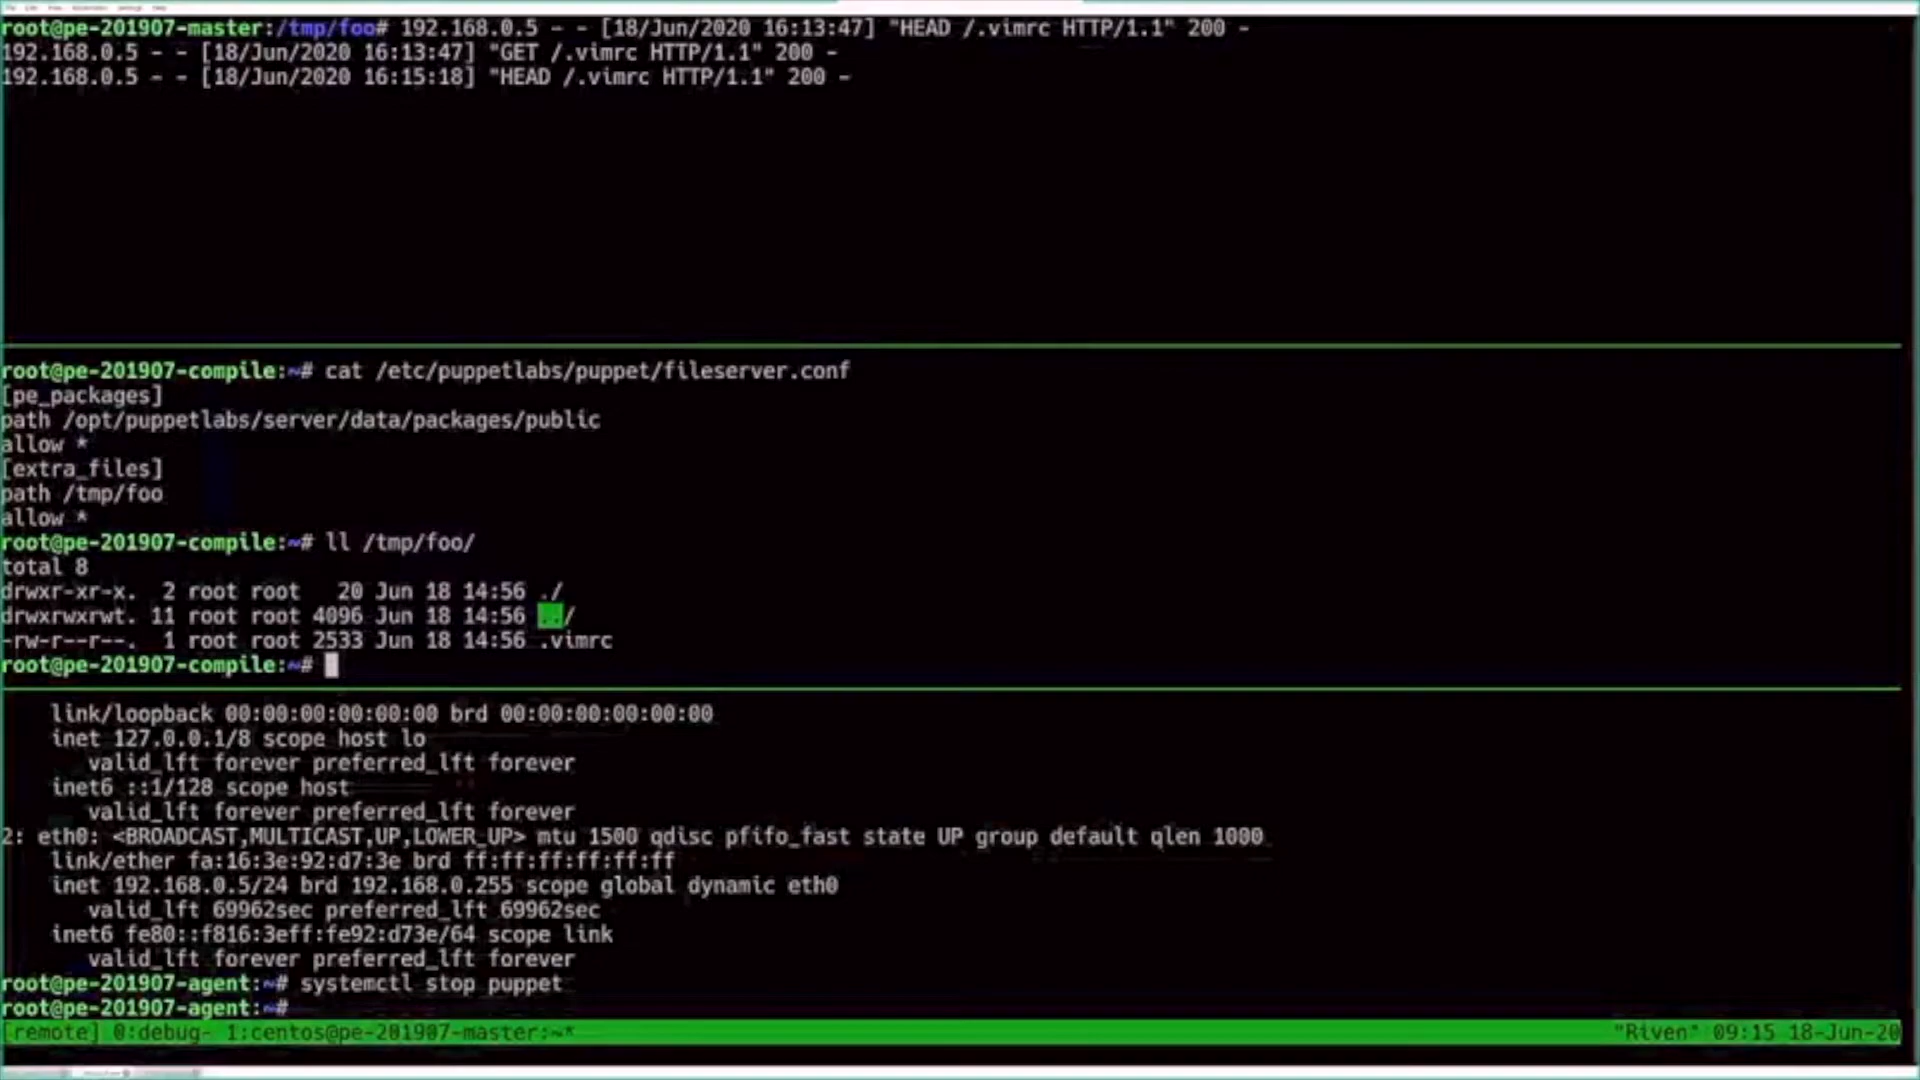 root@pe-201907-master:/tmp/foo# 192.168.0.5 - - [18/Jun/2020 16:13:47] "HEAD /.vimrc HTTP/1.1" 200 -
192.168.0.5 - - [18/Jun/2020 16:13:47] "GET /.vimrc HTTP/1.1" 200 -
192.168.0.5 - - [18/Jun/2020 16:15:18] "HEAD /.vimrc HTTP/1.1" 200 -
root@pe-201907-compile:~# cat /etc/puppetlabs/puppet/fileserver.conf
[pe_packages]
path /opt/puppetlabs/server/data/packages/public
allow *
[extra_files]
path /tmp/foo
allow *
root@pe-201907-compile:~# ll /tmp/foo/
total 8
drwxr-xr-x. 2 root root 20 Jun 18 14:56 ./
drwxrwxrwt. 11 root root 4096 Jun 18 14:56 ../
-rw-r--r--. 1 root root 2533 Jun 18 14:56 .vimrc
root@pe-201907-compile:~#
link/loopback 00:00:00:00:00:00 brd 00:00:00:00:00:00
inet 127.0.0.1/8 scope host lo
valid_lft forever preferred_lft forever
inet6 ::1/128 scope host
valid_lft forever preferred_lft forever
2: eth0: <BROADCAST,MULTICAST,UP,LOWER_UP> mtu 1500 qdisc pfifo_fast state UP group default qlen 1000
link/ether fa:16:3e:92:d7:3e brd ff:ff:ff:ff:ff:ff
inet 192.168.0.5/24 brd 192.168.0.255 scope global dynamic eth0
valid_lft 69962sec preferred_lft 69962sec
inet6 fe80::f816:3eff:fe92:d73e/64 scope link
valid_lft forever preferred_lft forever
root@pe-201907-agent:~# systemctl stop puppet
root@pe-201907-agent:~#
[remote] 0:debug- 1:centos@pe-201907-master:~* "Riven" 09:15 18-Jun-20